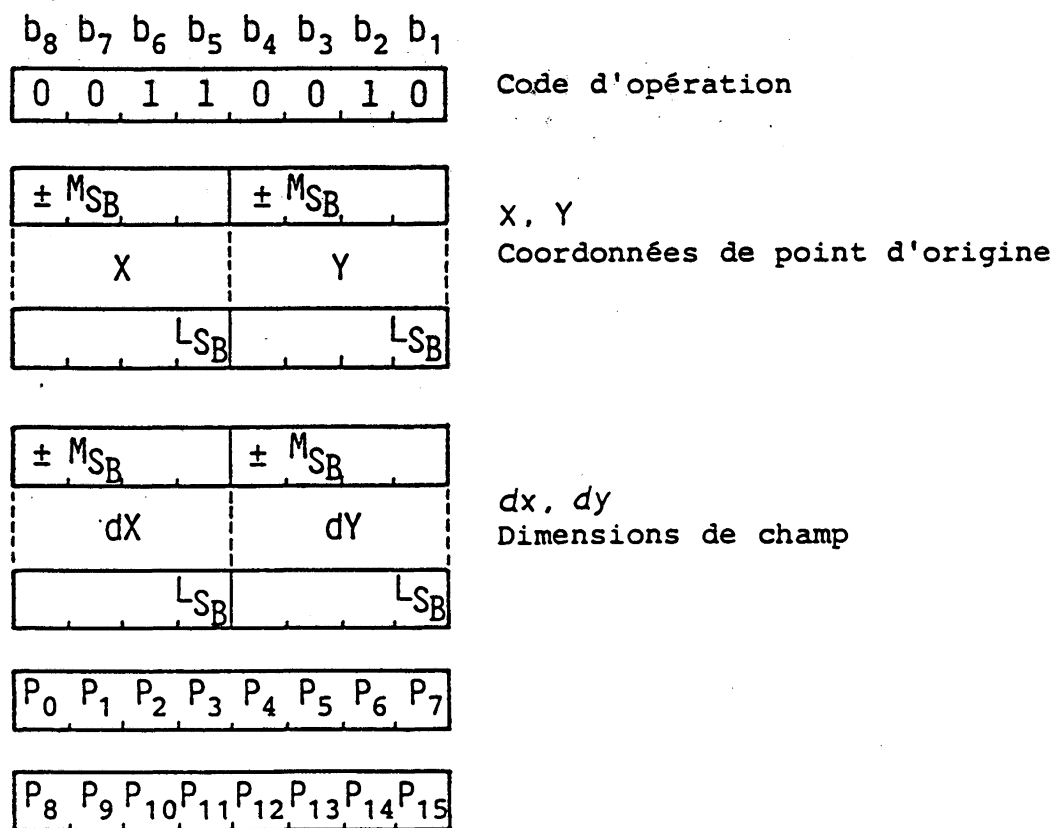 b8 b7 b6 b5 b4 b3 b2 b1
0 0 1 1 0 0 1 0
Code d'opération
± MSB ± MSB
X, Y
Coordonnées de point d'origine
X Y
LSB LSB
± MSB ± MSB
dx, dy
Dimensions de champ
dX dY
LSB LSB
P0 P1 P2 P3 P4 P5 P6 P7
P8 P9 P10 P11 P12 P13 P14 P15